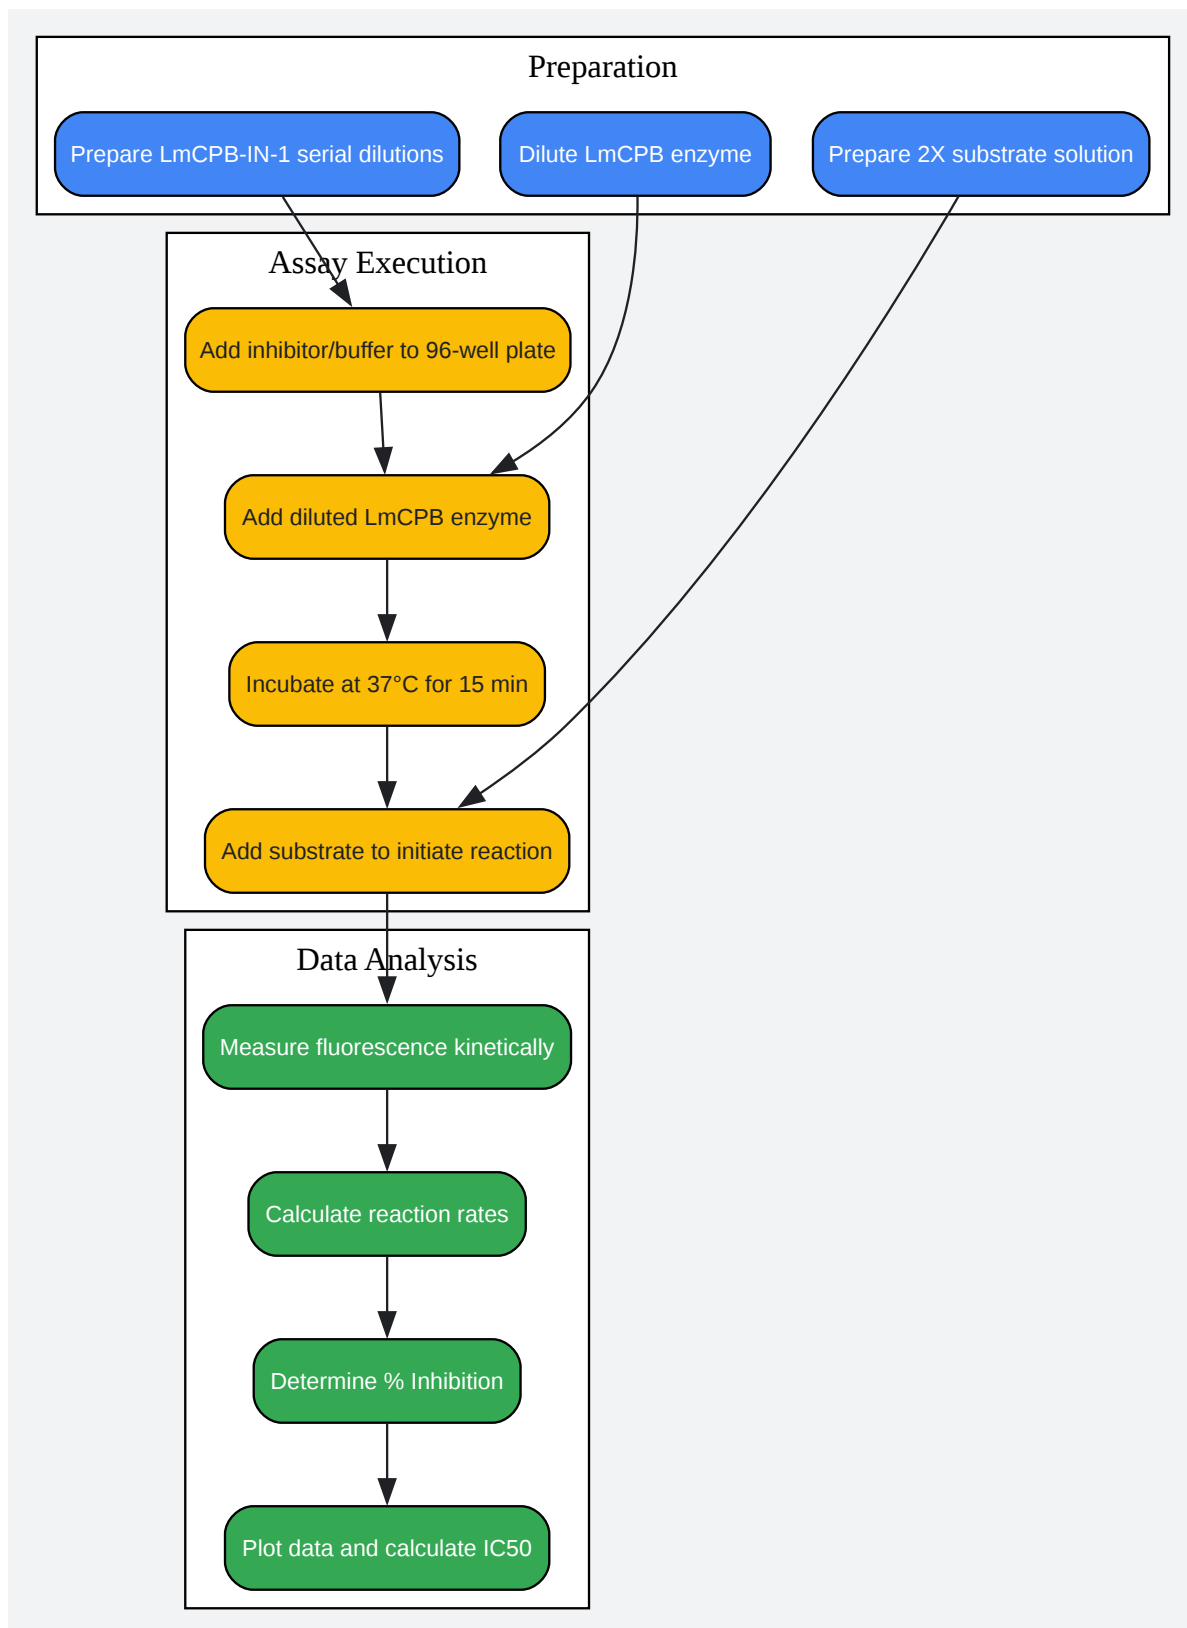 Preparation
Prepare LmCPB-IN-1 serial dilutions
Dilute LmCPB enzyme
Prepare 2X substrate solution
Assay Execution
Add inhibitor/buffer to 96-well plate
Add diluted LmCPB enzyme
Incubate at 37°C for 15 min
Add substrate to initiate reaction
Data Analysis
Measure fluorescence kinetically
Calculate reaction rates
Determine % Inhibition
Plot data and calculate IC50